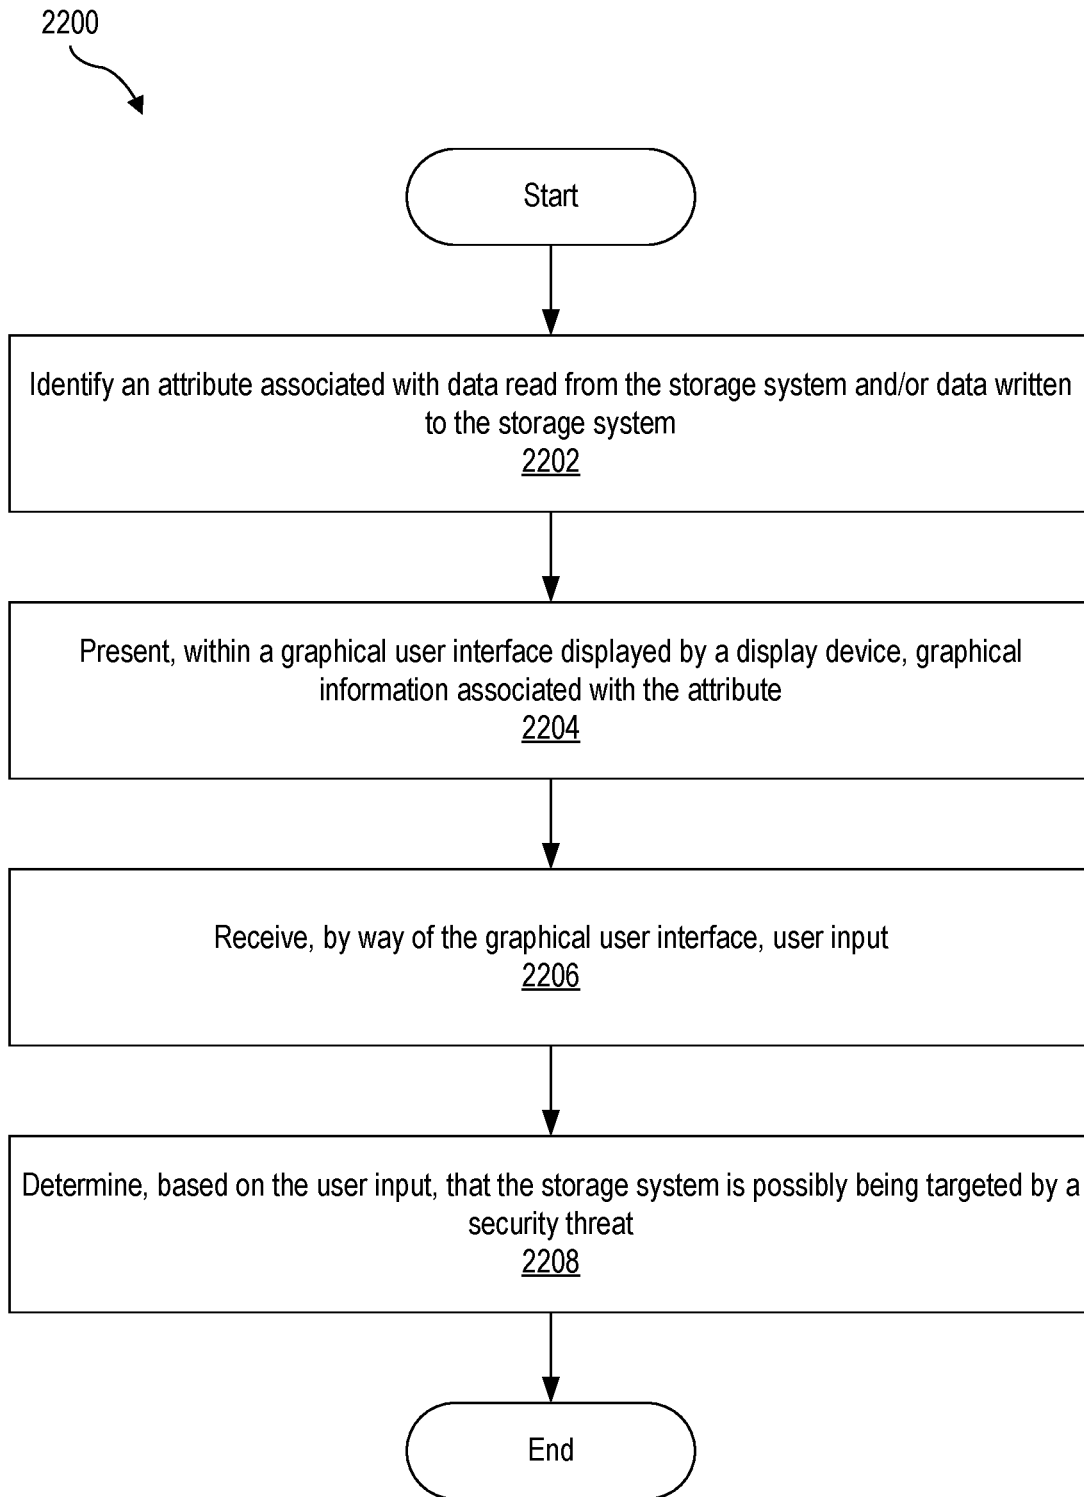 2200
Start
Identify an attribute associated with data read from the storage system and/or data written
to the storage system
2202
Present, within a graphical user interface displayed by a display device, graphical
information associated with the attribute
2204
Receive, by way of the graphical user interface, user input
2206
Determine, based on the user input, that the storage system is possibly being targeted by a
security threat
2208
End